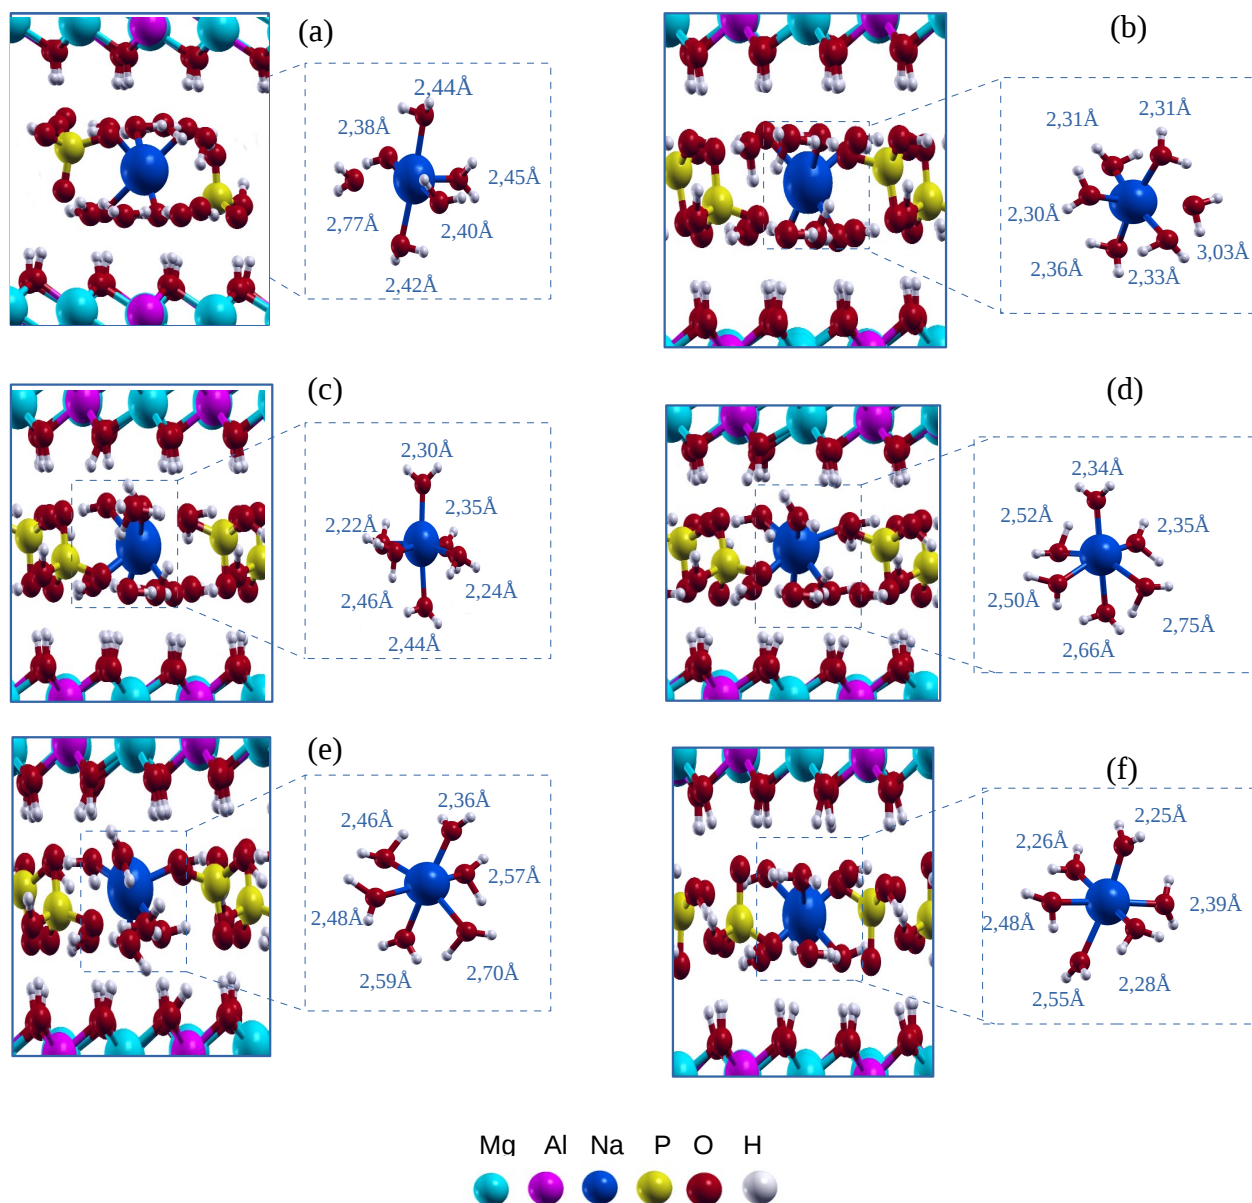 (a)
2,44Å
2,38Å
2,45Å
2,77Å
2,40Å
2,42Å
(b)
2,31Å
2,31Å
2,30Å
3,03Å
2,36Å
2,33Å
(c)
2,30Å
2,35Å
2,22Å
2,46Å
2,24Å
2,44Å
(d)
2,34Å
2,52Å
2,35Å
2,50Å
2,75Å
2,66Å
(e)
2,36Å
2,46Å
2,57Å
2,48Å
2,70Å
2,59Å
(f)
2,25Å
2,26Å
2,39Å
2,48Å
2,28Å
2,55Å
Mg Al Na P O H